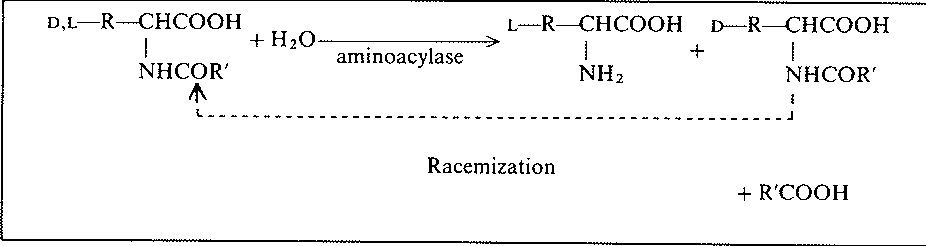 D,L—R—CHCOOH + H₂O ⟶ L—R—CHCOOH + D—R—CHCOOH
aminoacylase
NHCOR′ NH₂ NHCOR′
Racemization
+ R′COOH